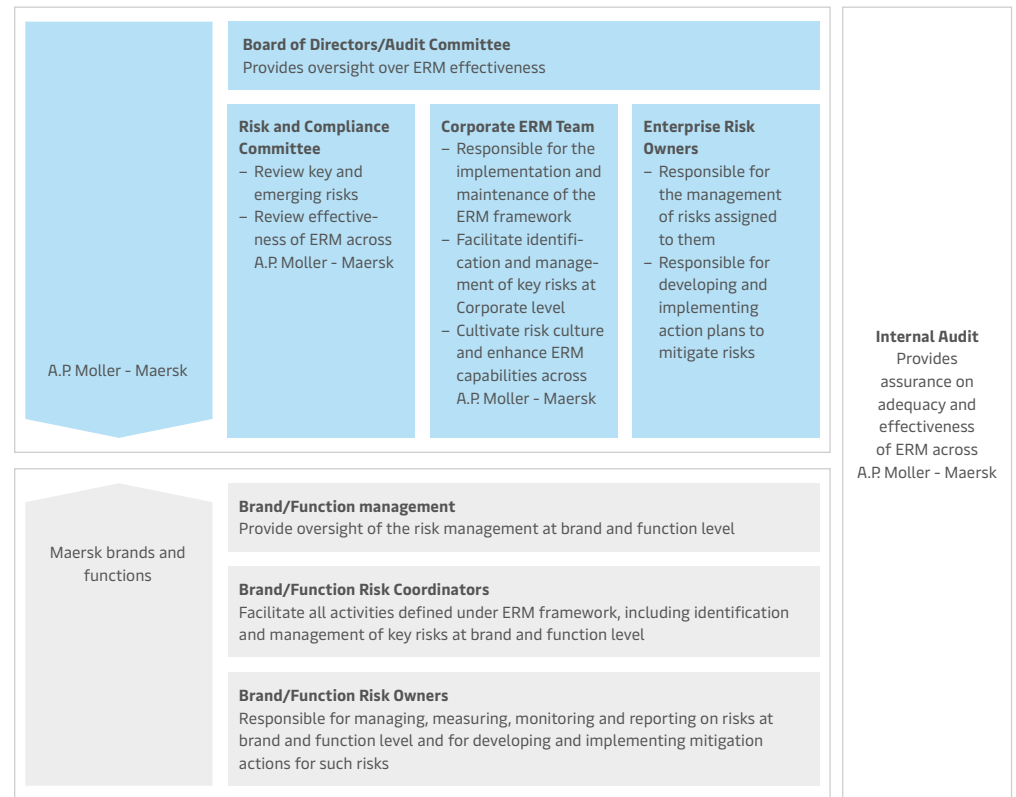 A.P. Moller - Maersk
Board of Directors/Audit Committee
Provides oversight over ERM effectiveness
Risk and Compliance
Committee
– Review key and
emerging risks
– Review effective-
ness of ERM across
A.P. Moller - Maersk
Corporate ERM Team
– Responsible for the
implementation and
maintenance of the
ERM framework
– Facilitate identifi-
cation and manage-
ment of key risks at
Corporate level
– Cultivate risk culture
and enhance ERM
capabilities across
A.P. Moller - Maersk
Enterprise Risk
Owners
– Responsible for
the management
of risks assigned
to them
– Responsible for
developing and
implementing
action plans to
mitigate risks
Maersk brands and
functions
Brand/Function management
Provide oversight of the risk management at brand and function level
Brand/Function Risk Coordinators
Facilitate all activities defined under ERM framework, including identification
and management of key risks at brand and function level
Brand/Function Risk Owners
Responsible for managing, measuring, monitoring and reporting on risks at
brand and function level and for developing and implementing mitigation
actions for such risks
Internal Audit
Provides
assurance on
adequacy and
effectiveness
of ERM across
A.P. Moller - Maersk